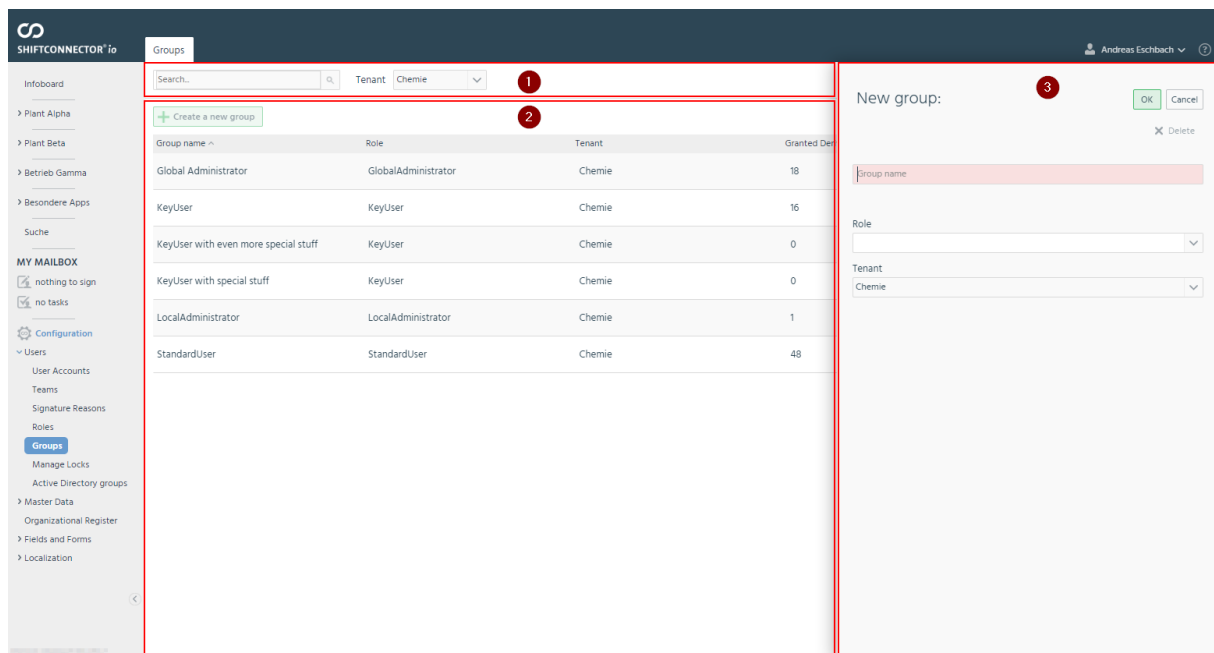 SHIFTCONNECTOR® io
Groups
Andreas Eschbach
?
Infoboard
Plant Alpha
Plant Beta
Betrieb Gamma
Besondere Apps
Suche
MY MAILBOX
nothing to sign
no tasks
Configuration
Users
User Accounts
Teams
Signature Reasons
Roles
Groups
Manage Locks
Active Directory groups
Master Data
Organizational Register
Fields and Forms
Localization
Search... Tenant Chemie 1
Create a new group 2
Group name Role Tenant Granted Der
Global Administrator GlobalAdministrator Chemie 18
KeyUser KeyUser Chemie 16
KeyUser with even more special stuff KeyUser Chemie 0
KeyUser with special stuff KeyUser Chemie 0
LocalAdministrator LocalAdministrator Chemie 1
StandardUser StandardUser Chemie 48
3
New group: OK Cancel
Delete
Group name
Role
Tenant
Chemie